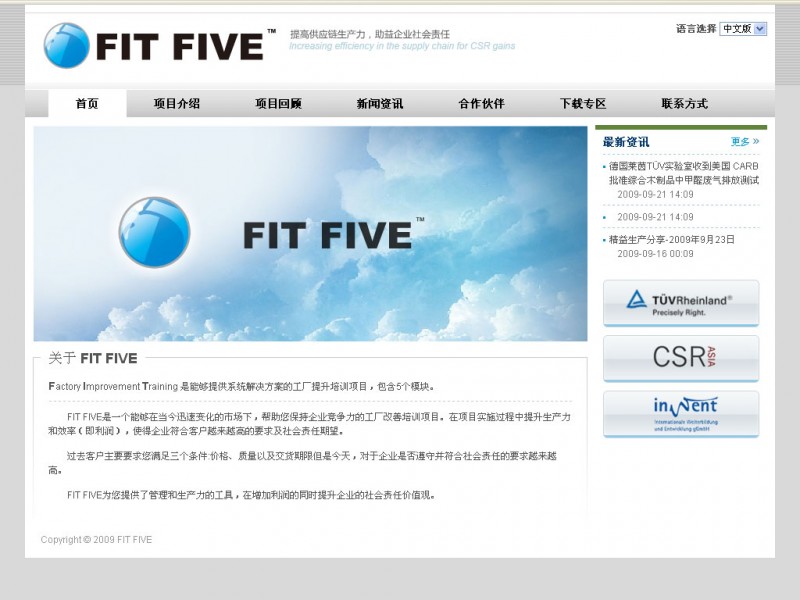 FIT FIVE™
提高供应链生产力，助益企业社会责任
Increasing efficiency in the supply chain for CSR gains
语言选择 中文版
首页 项目介绍 项目回顾 新闻资讯 合作伙伴 下载专区 联系方式
FIT FIVE™
最新资讯 更多 »
德国莱茵TÜV实验室收到美国 CARB
批准综合木制品中甲醛废气排放测试
2009-09-21 14:09
2009-09-21 14:09
精益生产分享-2009年9月23日
2009-09-16 00:09
TÜVRheinland®
Precisely Right.
CSR ASIA
inWent
Internationale Weiterbildung
und Entwicklung gGmbH
关于 FIT FIVE
Factory Improvement Training 是能够提供系统解决方案的工厂提升培训项目，包含5个模块。
FIT FIVE是一个能够在当今迅速变化的市场下，帮助您保持企业竞争力的工厂改善培训项目。在项目实施过程中提升生产力
和效率（即利润），使得企业符合客户越来越高的要求及社会责任期望。
过去客户主要要求您满足三个条件:价格、质量以及交货期限但是今天，对于企业是否遵守并符合社会责任的要求越来越
高。
FIT FIVE为您提供了管理和生产力的工具，在增加利润的同时提升企业的社会责任价值观。
Copyright © 2009 FIT FIVE